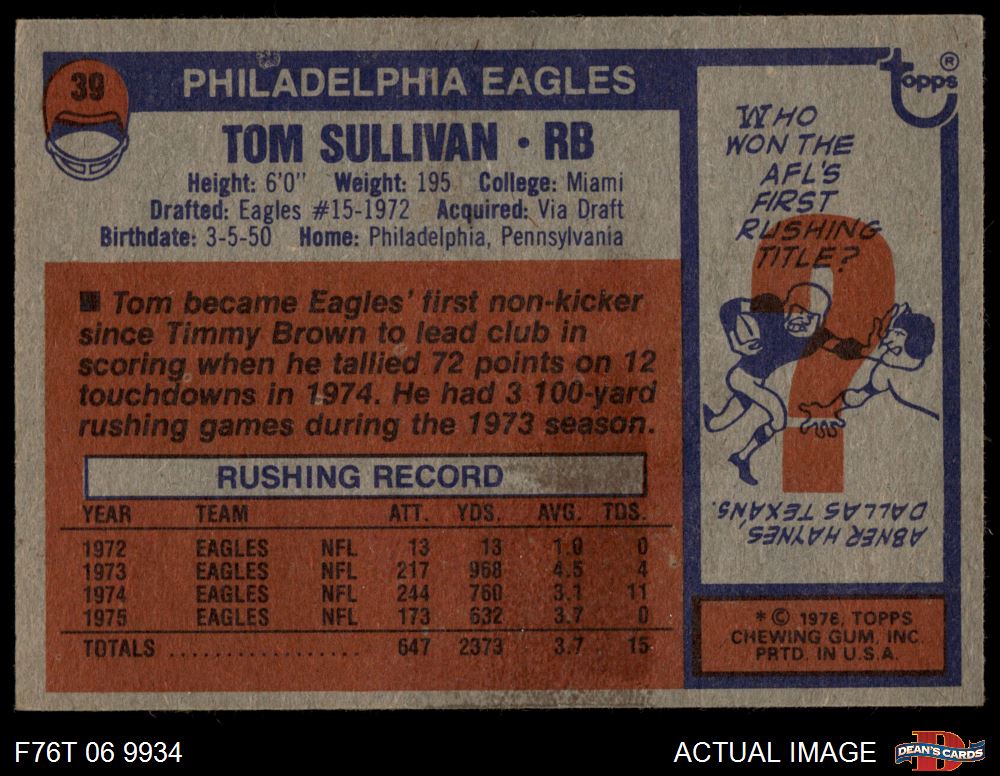 39
PHILADELPHIA EAGLES
TOM SULLIVAN • RB
Height: 6'0" Weight: 195 College: Miami
Drafted: Eagles #15-1972 Acquired: Via Draft
Birthdate: 3-5-50 Home: Philadelphia, Pennsylvania
■ Tom became Eagles' first non-kicker
since Timmy Brown to lead club in
scoring when he tallied 72 points on 12
touchdowns in 1974. He had 3 100-yard
rushing games during the 1973 season.
RUSHING RECORD
YEAR TEAM ATT. YDS. AVG. TDS.
1972 EAGLES NFL 13 13 1.0 0
1973 EAGLES NFL 217 968 4.5 4
1974 EAGLES NFL 244 760 3.1 11
1975 EAGLES NFL 173 632 3.7 0
TOTALS .................. 647 2373 3.7 15
topps ®
WHO
WON THE
AFL'S
FIRST
RUSHING
TITLE?
ABNER HAYNES
DALLAS TEXANS.
* © 1976, TOPPS
CHEWING GUM, INC.
PRTD. IN U.S.A.
F76T 06 9934
ACTUAL IMAGE
DEAN'S CARDS